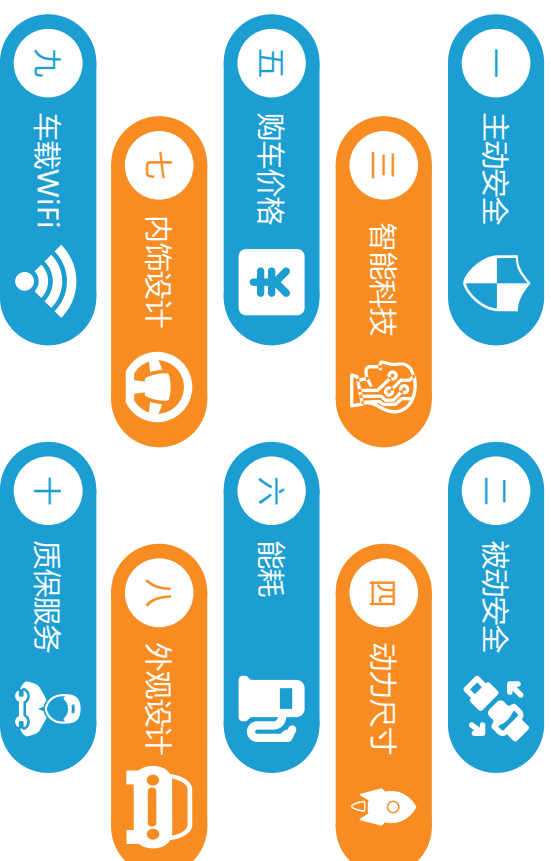 一 主动安全
二 被动安全
三 智能科技
四 动力尺寸
五 购车价格
六 能耗
七 内饰设计
八 外观设计
九 车载WiFi
十 质保服务